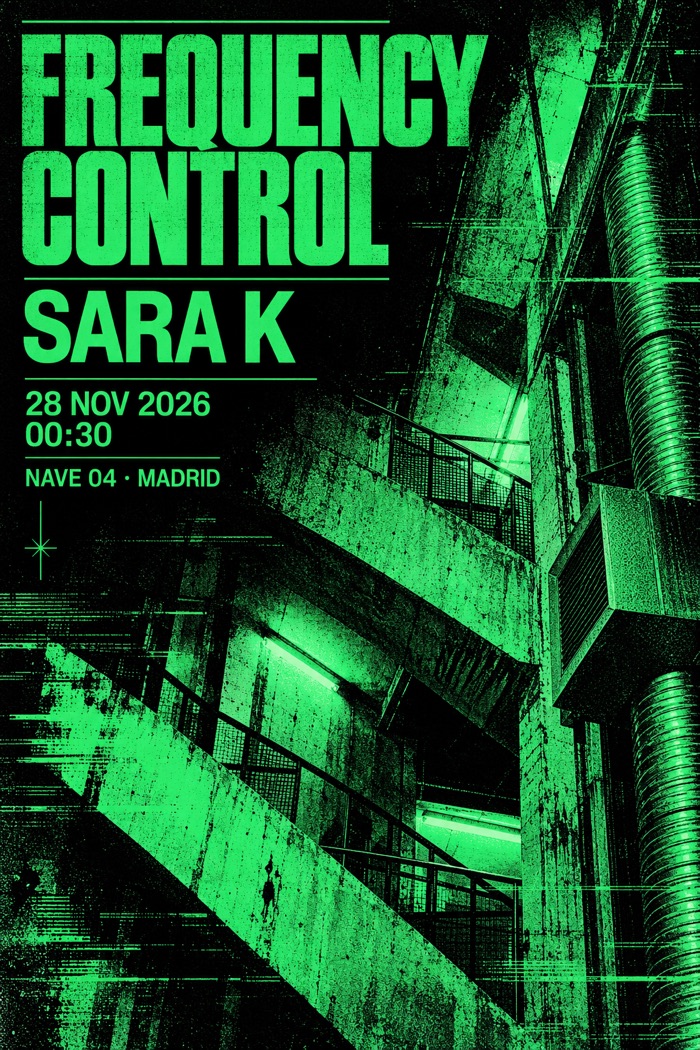 FREQUENCY
CONTROL
SARA K
28 NOV 2026
00:30
NAVE 04 · MADRID